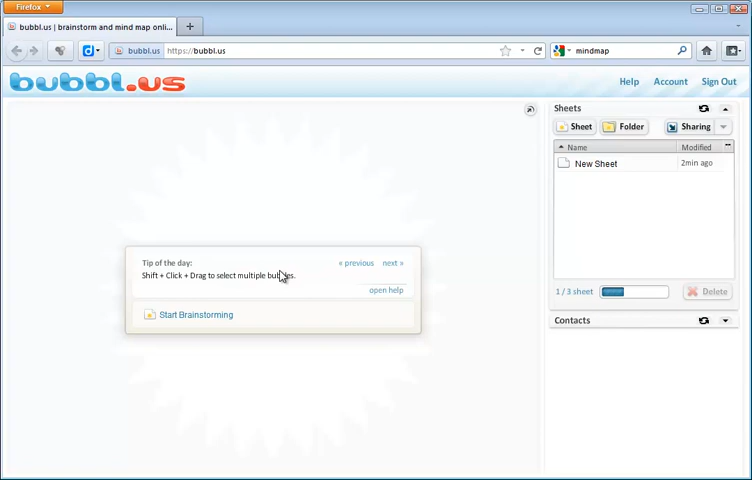 Firefox
bubbl.us | brainstorm and mind map onli...
bubbl.us https://bubbl.us mindmap
bubbl.us
Help Account Sign Out
Sheets
Sheet Folder Sharing
Name Modified
New Sheet 2min ago
Tip of the day: « previous next »
Shift + Click + Drag to select multiple bubbles.
open help
Start Brainstorming
1 / 3 sheet Delete
Contacts